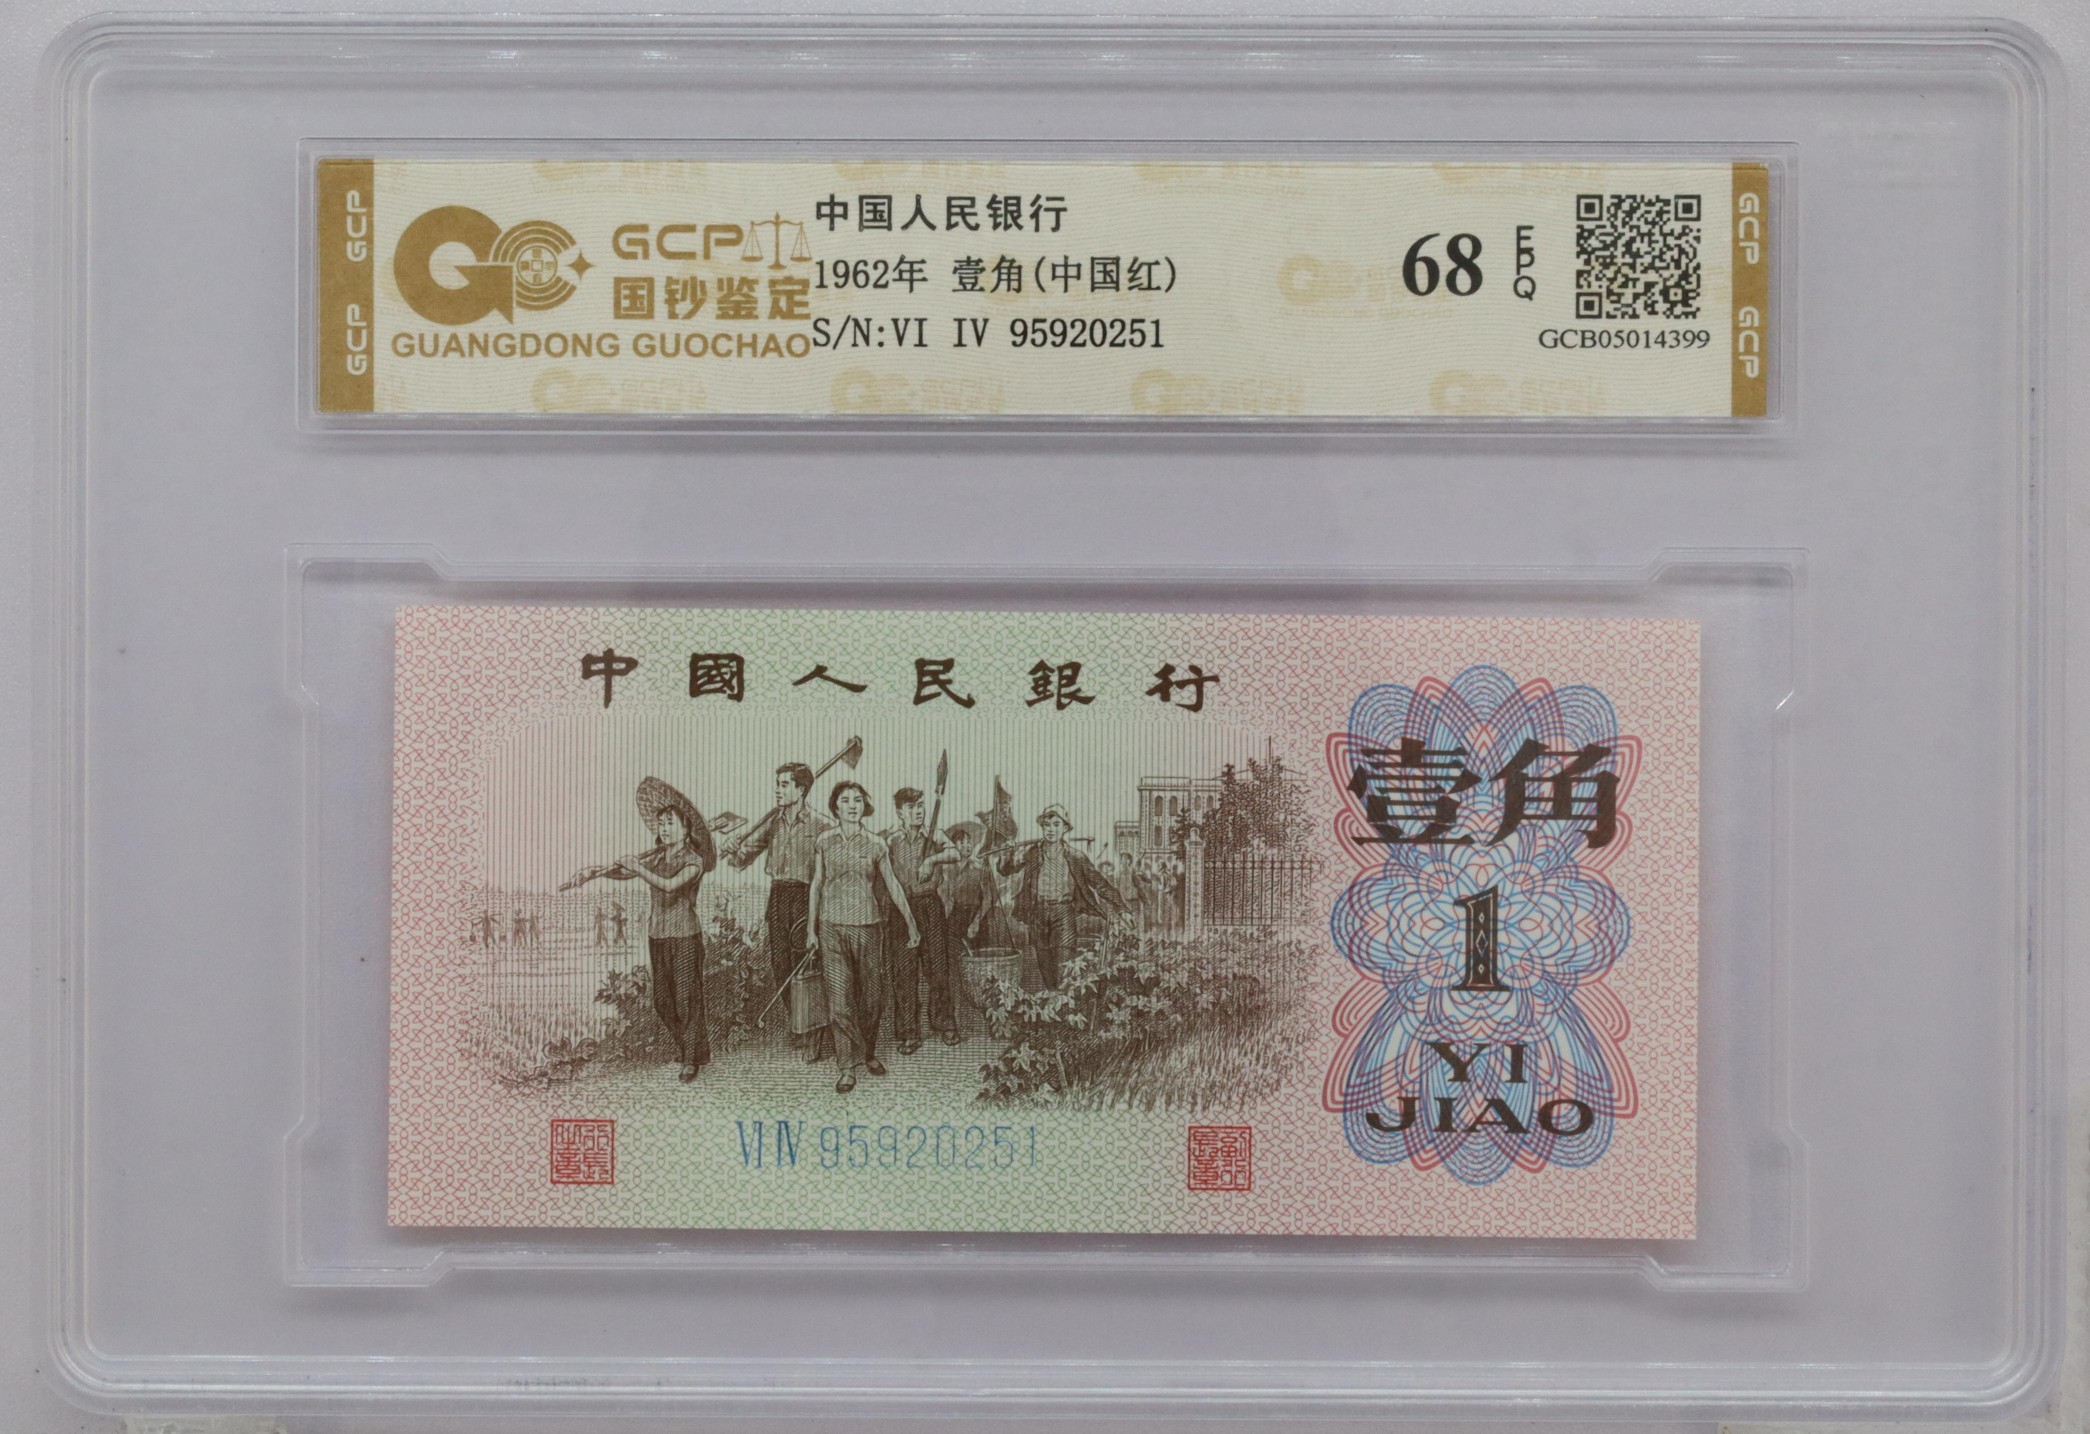 GCP
GCP
GCP
国钞鉴定
GUANGDONG GUOCHAO
中国人民银行
1962年 壹角(中国红)
S/N:VI IV 95920251
68
EPQ
GCB05014399
GCP
GCP
中國人民銀行
壹角
1
YI
JIAO
VI IV 95920251